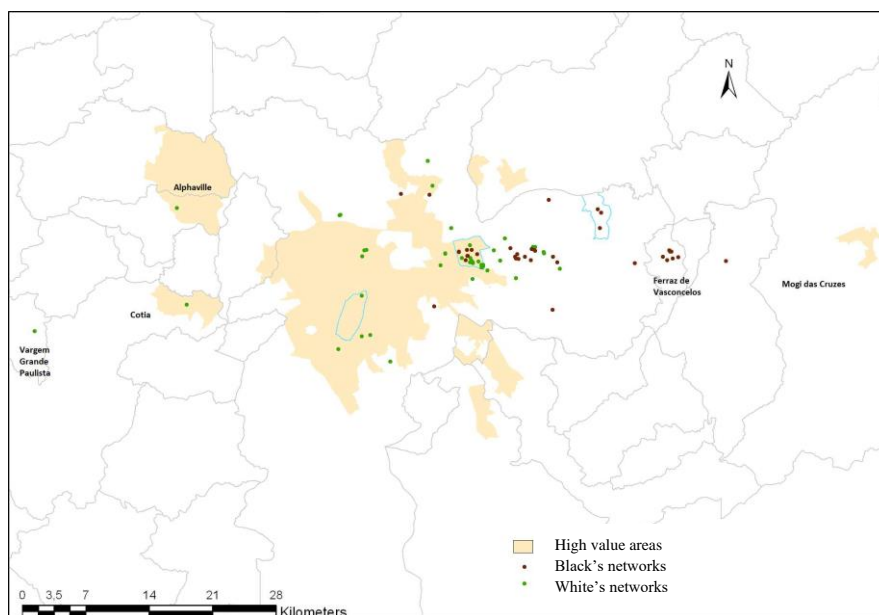 N
Alphaville
Ferraz de
Vasconcelos
Mogi das Cruzes
Cotia
Vargem
Grande
Paulista
High value areas
Black's networks
White's networks
0 3,5 7 14 21 28
Kilometers